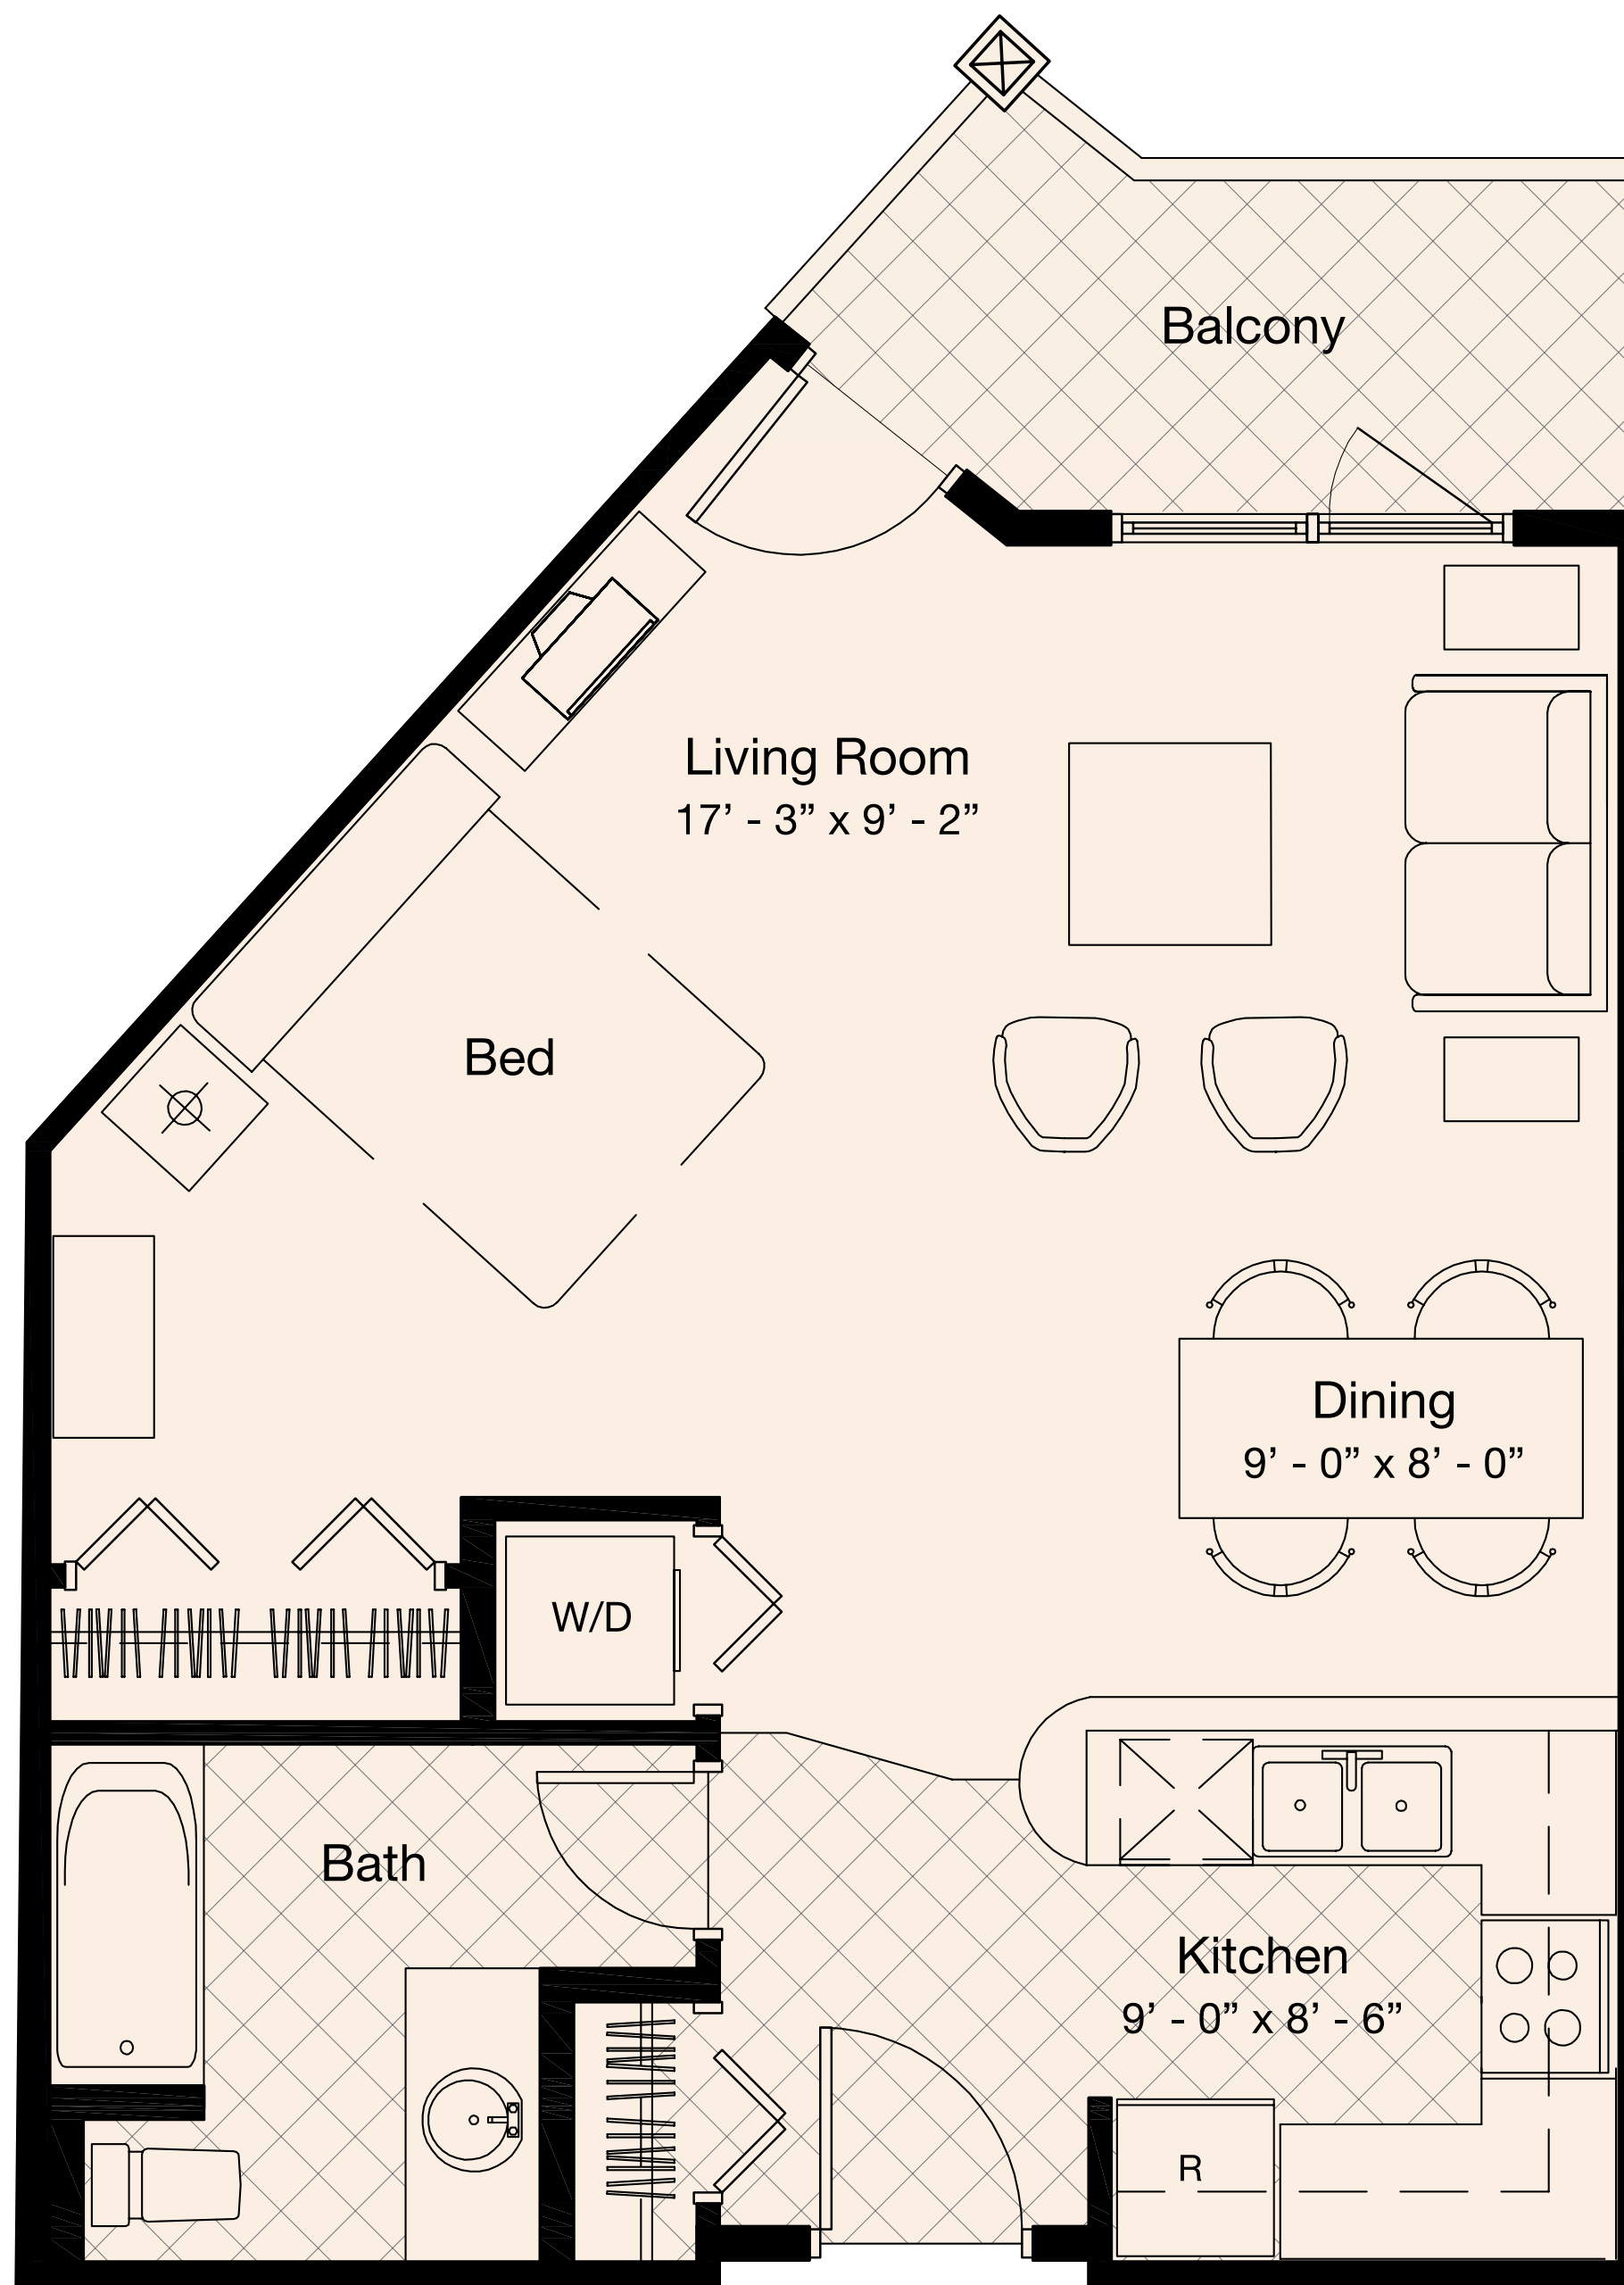 Balcony
Living Room
17’ - 3” x 9’ - 2”
Bed
Dining
9’ - 0” x 8’ - 0”
W/D
Bath
Kitchen
9’ - 0” x 8’ - 6”
R